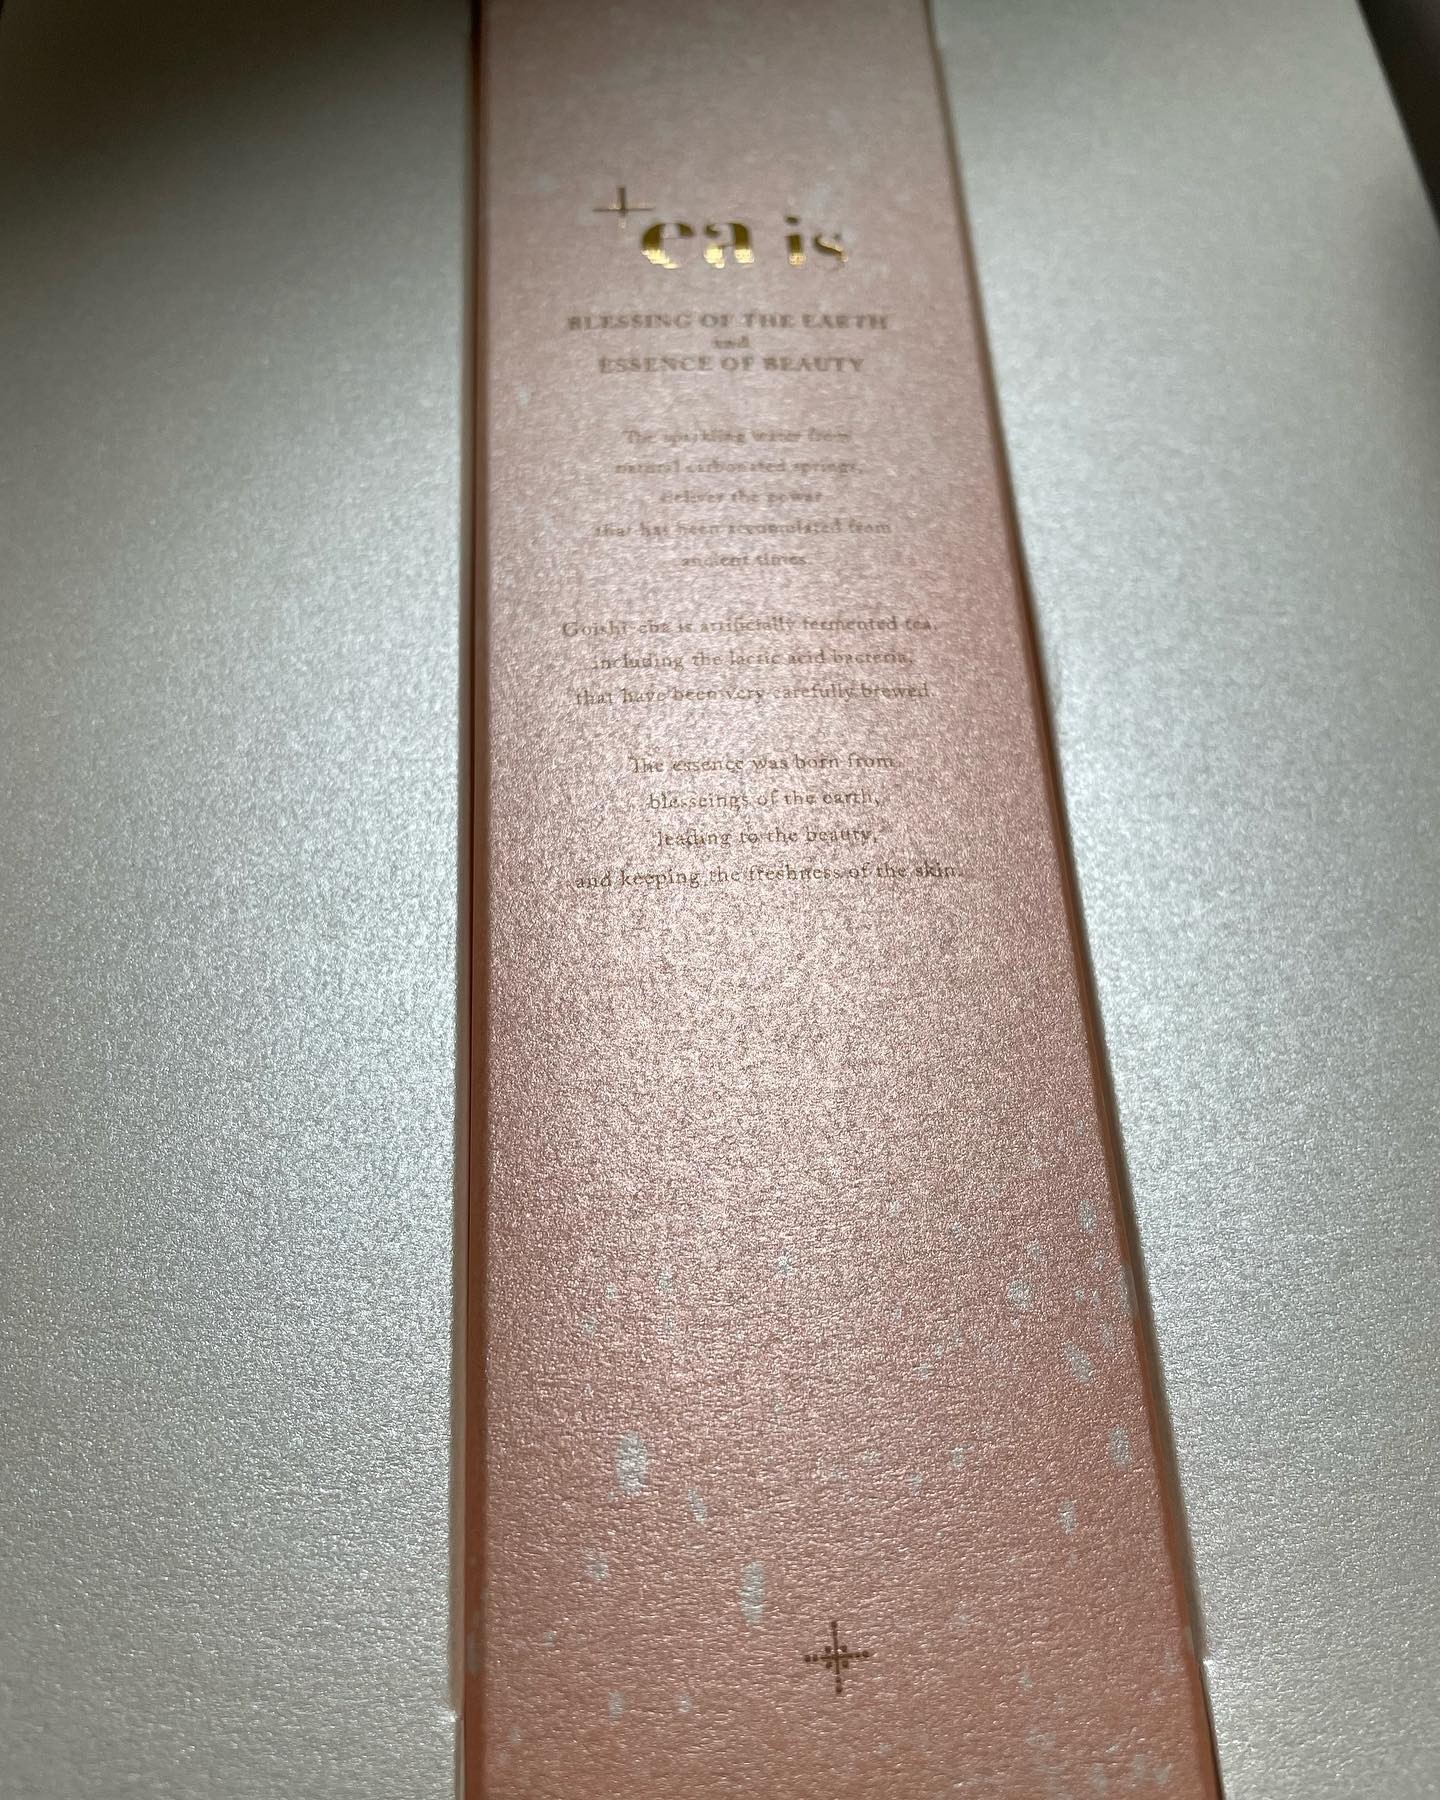 tea is
BLESSING OF THE EARTH
and
ESSENCE OF BEAUTY
The sparkling water from
natural carbonated springs,
deliver the power
that has been accumulated from
ancient times.
Goishi-cha is artificially fermented tea,
including the lactic acid bacteria,
that have been very carefully brewed.
The essence was born from
blesseings of the earth,
leading to the beauty,
and keeping the freshness of the skin.